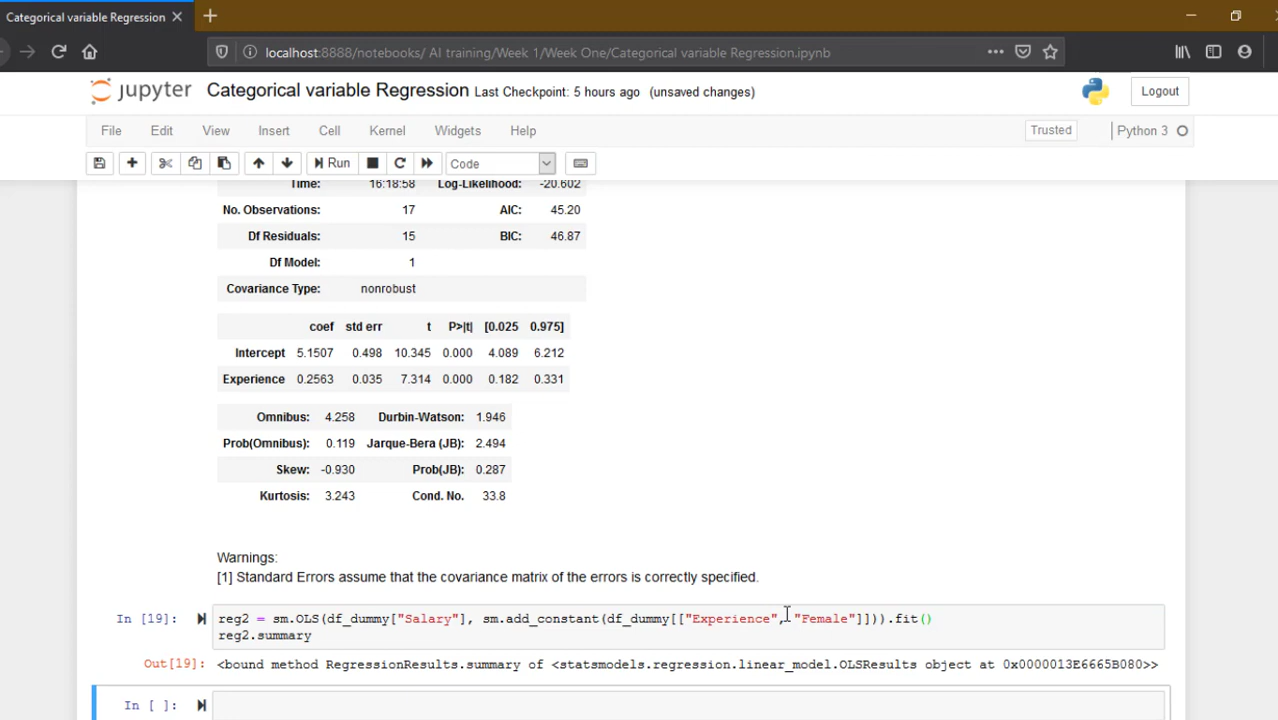 Categorical variable Regression
localhost:8888/notebooks/ AI training/Week 1/Week One/Categorical variable Regression.ipynb
jupyter Categorical variable Regression Last Checkpoint: 5 hours ago (unsaved changes) Logout
File Edit View Insert Cell Kernel Widgets Help Trusted Python 3
Run Code
Time: 16:18:58 Log-Likelihood: -20.602
No. Observations: 17 AIC: 45.20
Df Residuals: 15 BIC: 46.87
Df Model: 1
Covariance Type: nonrobust
coef std err t P>|t| [0.025 0.975]
Intercept 5.1507 0.498 10.345 0.000 4.089 6.212
Experience 0.2563 0.035 7.314 0.000 0.182 0.331
Omnibus: 4.258 Durbin-Watson: 1.946
Prob(Omnibus): 0.119 Jarque-Bera (JB): 2.494
Skew: -0.930 Prob(JB): 0.287
Kurtosis: 3.243 Cond. No. 33.8
Warnings:
[1] Standard Errors assume that the covariance matrix of the errors is correctly specified.
In [19]: reg2 = sm.OLS(df_dummy["Salary"], sm.add_constant(df_dummy[["Experience", "Female"]])).fit()
reg2.summary
Out[19]: <bound method RegressionResults.summary of <statsmodels.regression.linear_model.OLSResults object at 0x0000013E6665B080>>
In [ ]: